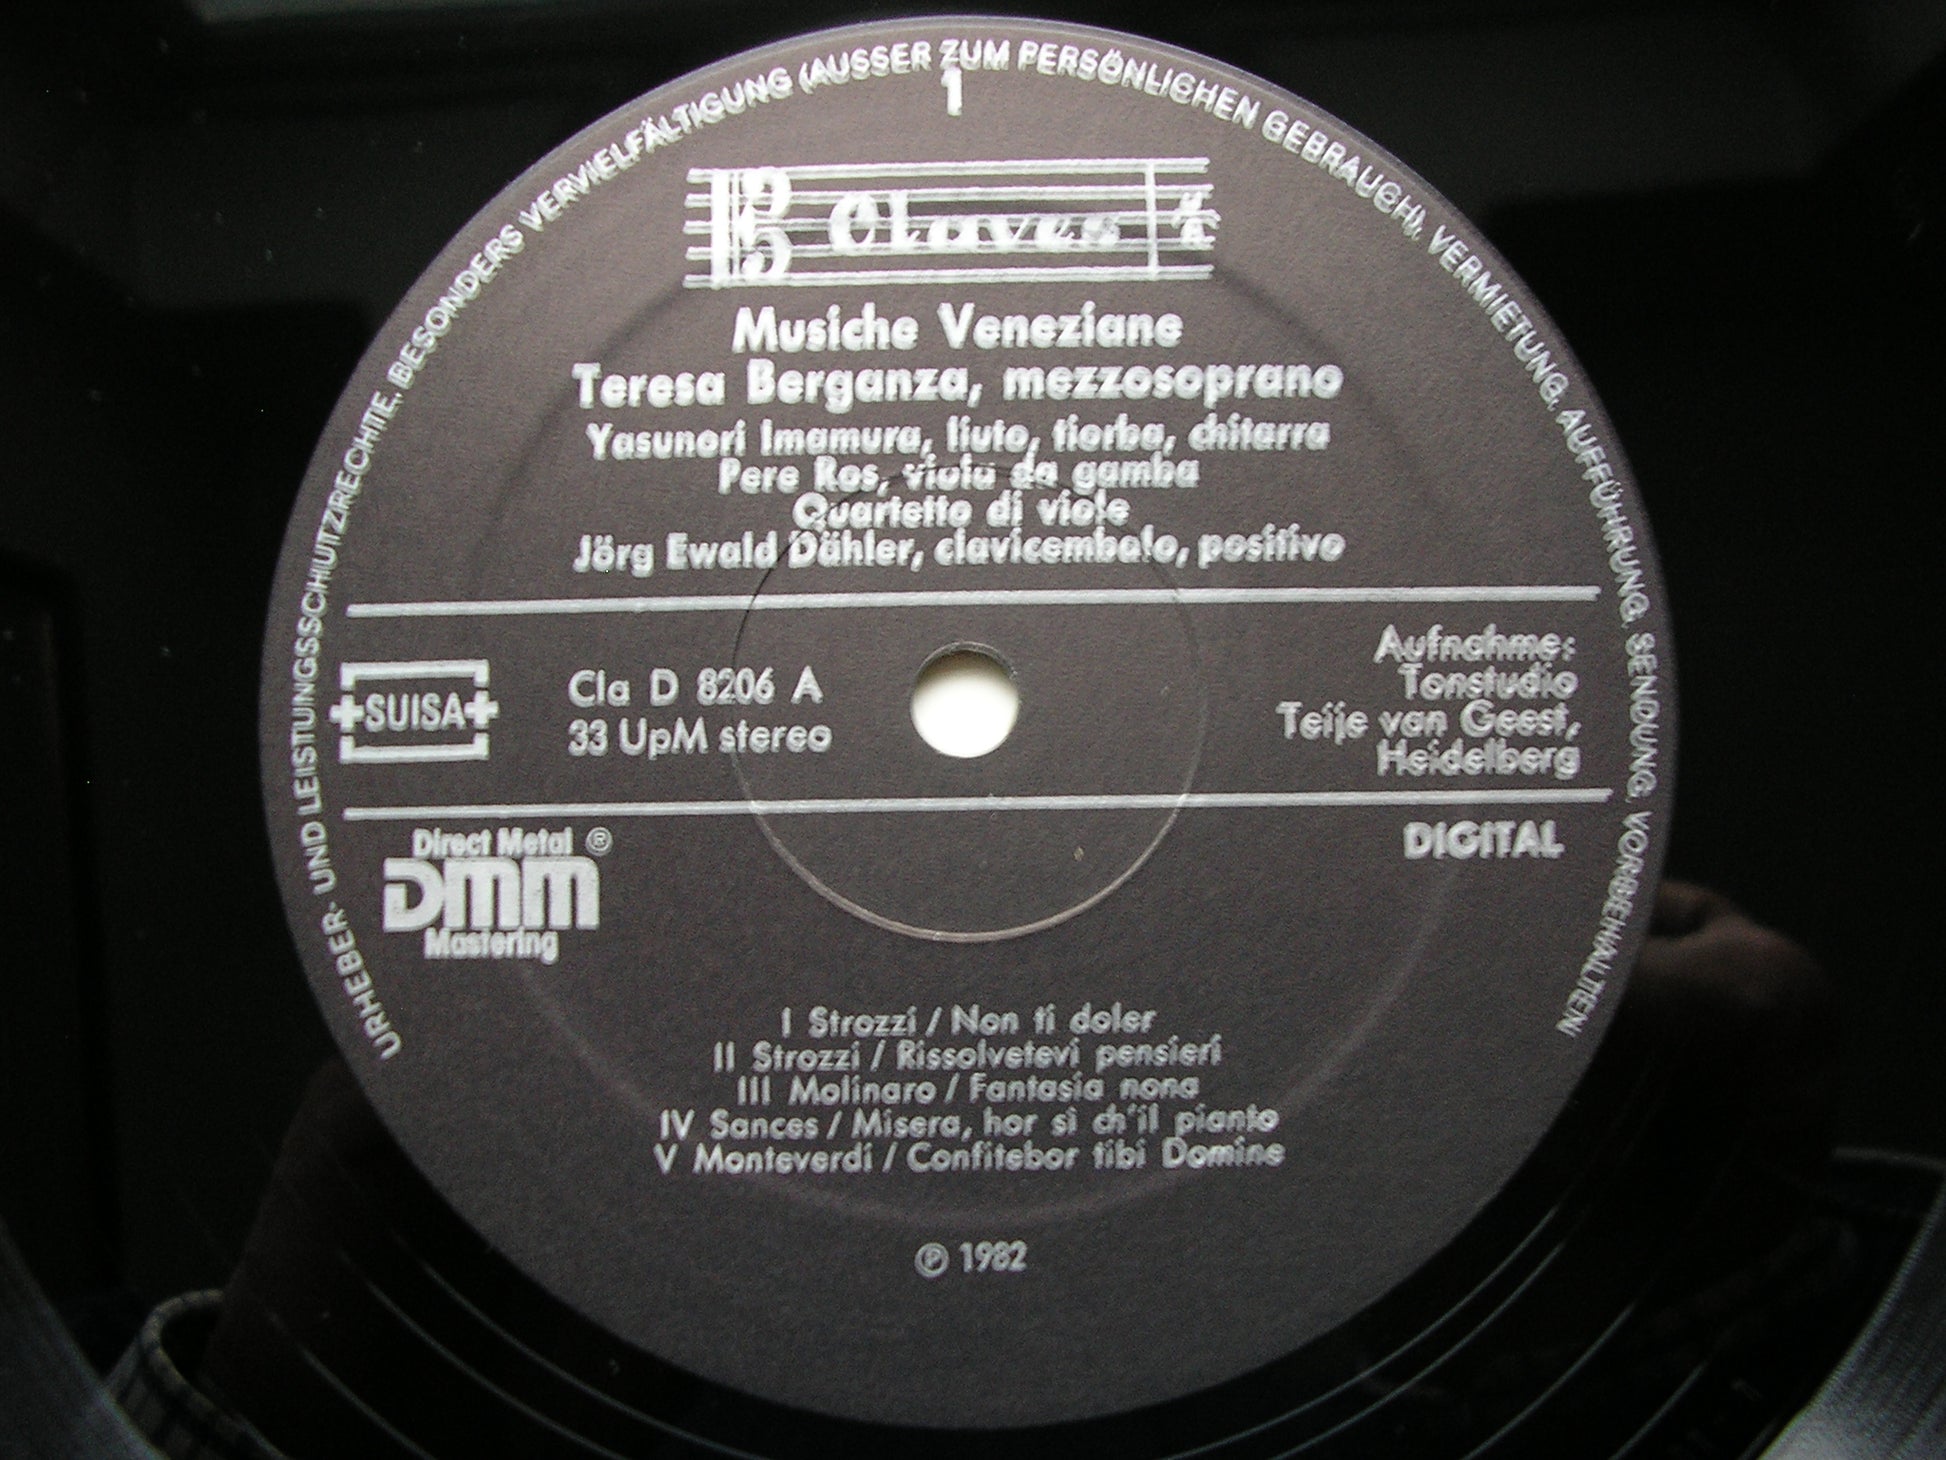 URHEBER- UND LEISTUNGSSCHUTZRECHTE, BESONDERS VERVIELFÄLTIGUNG (AUSSER ZUM PERSÖNLICHEN GEBRAUCH), VERMIETUNG, AUFFÜHRUNG, SENDUNG, VORBEHALTEN
1
Claves
Musiche Veneziane
Teresa Berganza, mezzosoprano
Yasunori Imamura, liuto, tiorba, chitarra
Pere Ros, viola da gamba
Quartetto di viole
Jörg Ewald Dähler, clavicembalo, positivo
SUISA
Cla D 8206 A
33 UpM stereo
Aufnahme:
Tonstudio
Teije van Geest,
Heidelberg
Direct Metal ®
DMM
Mastering
DIGITAL
I Strozzi / Non ti doler
II Strozzi / Rissolvetevi pensieri
III Molinaro / Fantasia nona
IV Sances / Misera, hor sì ch'il pianto
V Monteverdi / Confitebor tibi Domine
℗ 1982